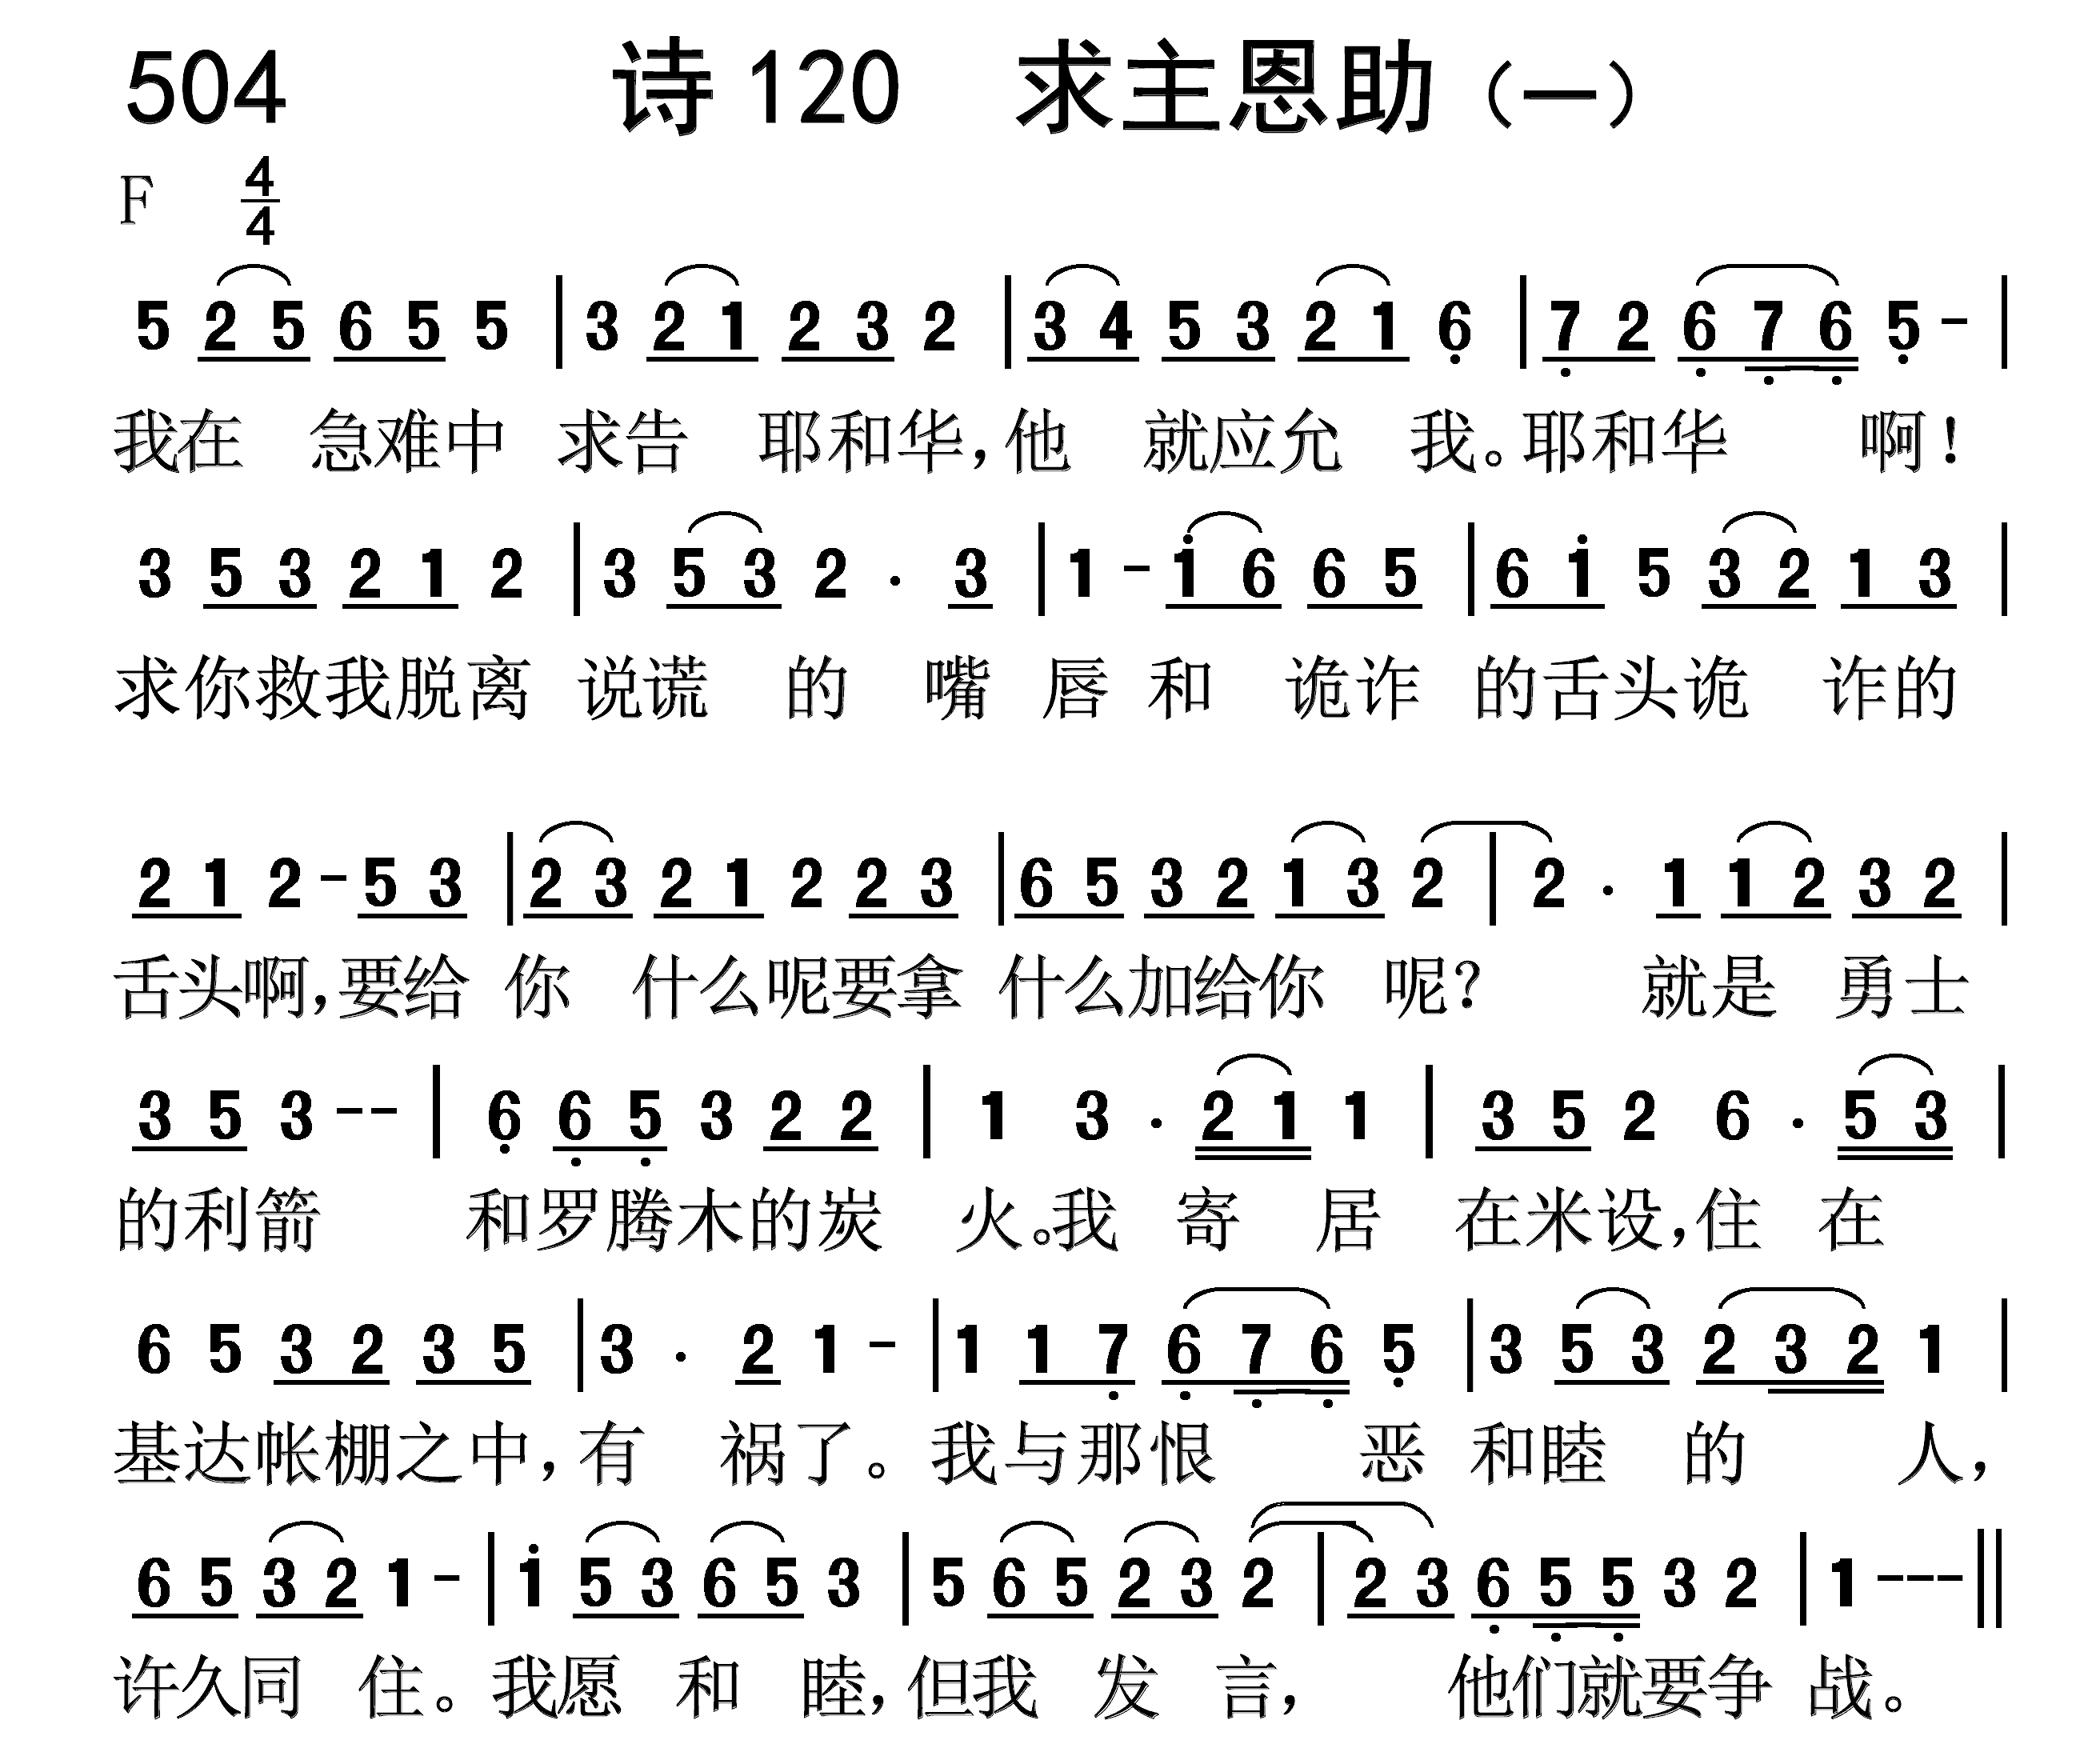 504 诗 120 求主恩助（一）
F 4/4
5 2 5 6 5 5 | 3 2 1 2 3 2 | 3 4 5 3 2 1 6̣ | 7̣ 2 6̣ 7̣ 6̣ 5̣ - |
我在 急难中 求告 耶和华，他 就应允 我。耶和华 啊！
3 5 3 2 1 2 | 3 5 3 2 . 3 | 1 - 1̇ 6 6 5 | 6 1̇ 5 3 2 1 3 |
求你救我脱离 说谎 的 嘴 唇 和 诡诈 的舌头诡 诈的
2 1 2 - 5 3 | 2 3 2 1 2 2 3 | 6 5 3 2 1 3 2 | 2 . 1 1 2 3 2 |
舌头啊，要给 你 什么呢要拿 什么加给你 呢？ 就是 勇士
3 5 3 - - | 6̣ 6̣ 5̣ 3 2 2 | 1 3 . 2 1 1 | 3 5 2 6 . 5 3 |
的利箭 和罗腾木的炭 火。我 寄 居 在米设，住 在
6 5 3 2 3 5 | 3 . 2 1 - | 1 1 7̣ 6̣ 7̣ 6̣ 5̣ | 3 5 3 2 3 2 1 |
基达帐棚之中，有 祸了。我与那恨 恶 和睦 的 人，
6 5 3 2 1 - | 1̇ 5 3 6 5 3 | 5 6 5 2 3 2 | 2 3 6̣ 5̣ 5̣ 3 2 | 1 - - - ‖
许久同 住。我愿 和 睦，但我 发 言， 他们就要争 战。